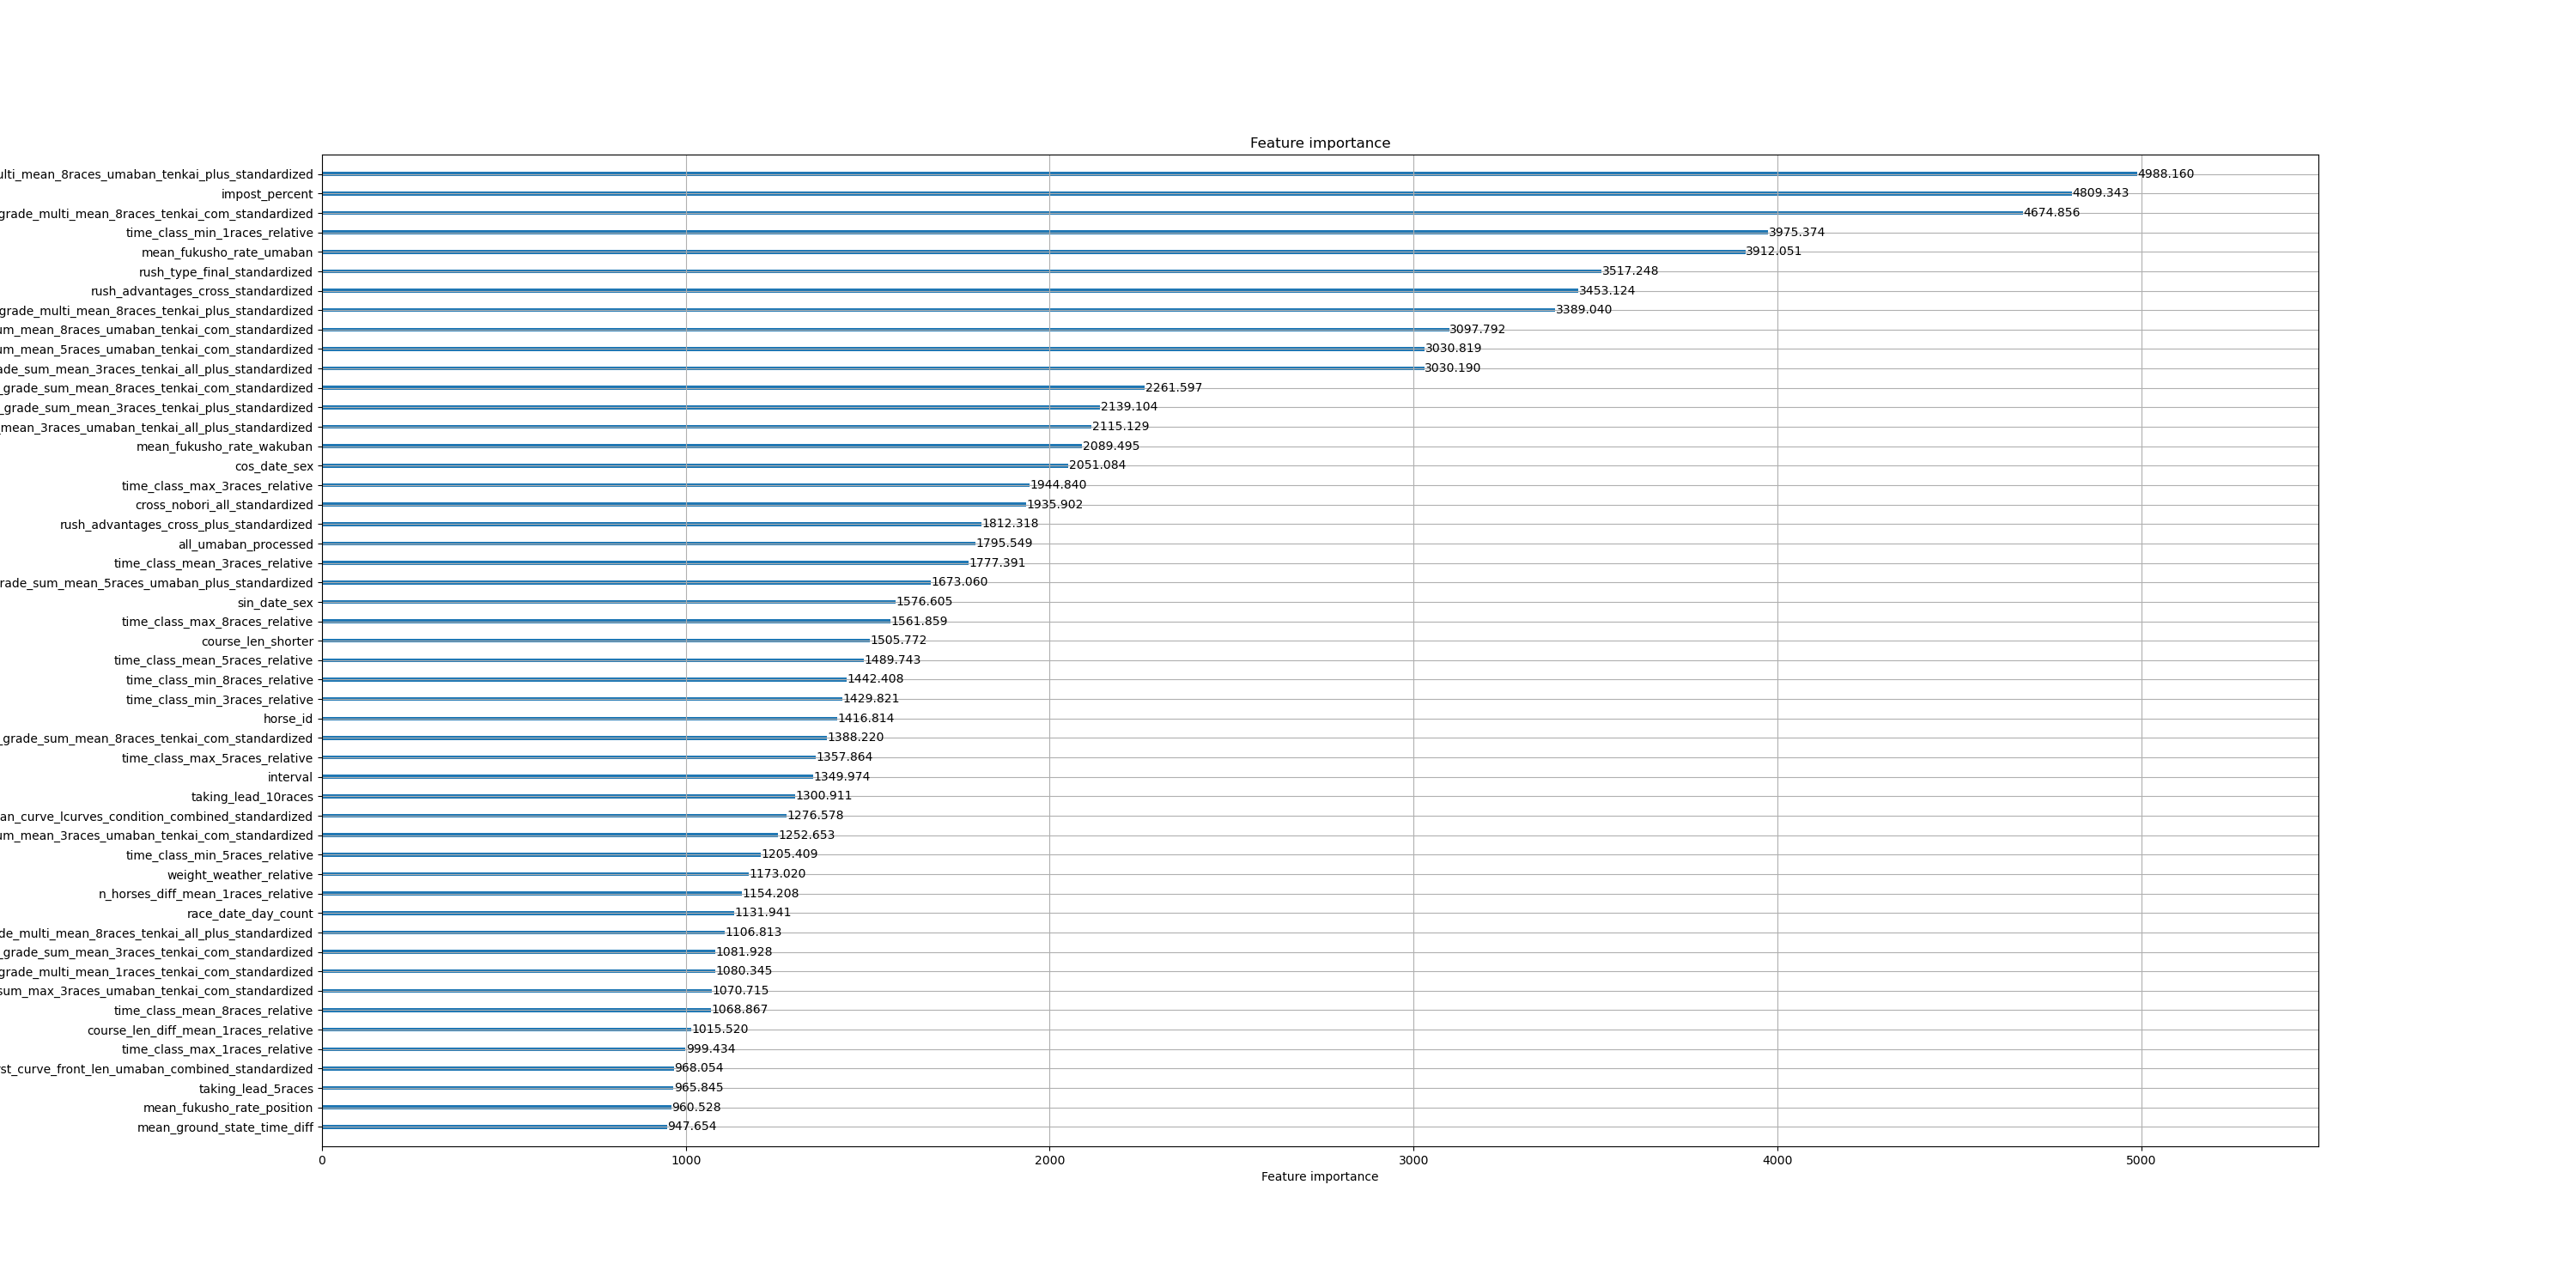 Feature importance
ulti_mean_8races_umaban_tenkai_plus_standardized 4988.160
impost_percent 4809.343
grade_multi_mean_8races_tenkai_com_standardized 4674.856
time_class_min_1races_relative 3975.374
mean_fukusho_rate_umaban 3912.051
rush_type_final_standardized 3517.248
rush_advantages_cross_standardized 3453.124
grade_multi_mean_8races_tenkai_plus_standardized 3389.040
um_mean_8races_umaban_tenkai_com_standardized 3097.792
um_mean_5races_umaban_tenkai_com_standardized 3030.819
ade_sum_mean_3races_tenkai_all_plus_standardized 3030.190
_grade_sum_mean_8races_tenkai_com_standardized 2261.597
_grade_sum_mean_3races_tenkai_plus_standardized 2139.104
_mean_3races_umaban_tenkai_all_plus_standardized 2115.129
mean_fukusho_rate_wakuban 2089.495
cos_date_sex 2051.084
time_class_max_3races_relative 1944.840
cross_nobori_all_standardized 1935.902
rush_advantages_cross_plus_standardized 1812.318
all_umaban_processed 1795.549
time_class_mean_3races_relative 1777.391
rade_sum_mean_5races_umaban_plus_standardized 1673.060
sin_date_sex 1576.605
time_class_max_8races_relative 1561.859
course_len_shorter 1505.772
time_class_mean_5races_relative 1489.743
time_class_min_8races_relative 1442.408
time_class_min_3races_relative 1429.821
horse_id 1416.814
_grade_sum_mean_8races_tenkai_com_standardized 1388.220
time_class_max_5races_relative 1357.864
interval 1349.974
taking_lead_10races 1300.911
an_curve_lcurves_condition_combined_standardized 1276.578
um_mean_3races_umaban_tenkai_com_standardized 1252.653
time_class_min_5races_relative 1205.409
weight_weather_relative 1173.020
n_horses_diff_mean_1races_relative 1154.208
race_date_day_count 1131.941
de_multi_mean_8races_tenkai_all_plus_standardized 1106.813
_grade_sum_mean_3races_tenkai_com_standardized 1081.928
grade_multi_mean_1races_tenkai_com_standardized 1080.345
sum_max_3races_umaban_tenkai_com_standardized 1070.715
time_class_mean_8races_relative 1068.867
course_len_diff_mean_1races_relative 1015.520
time_class_max_1races_relative 999.434
st_curve_front_len_umaban_combined_standardized 968.054
taking_lead_5races 965.845
mean_fukusho_rate_position 960.528
mean_ground_state_time_diff 947.654
0 1000 2000 3000 4000 5000
Feature importance